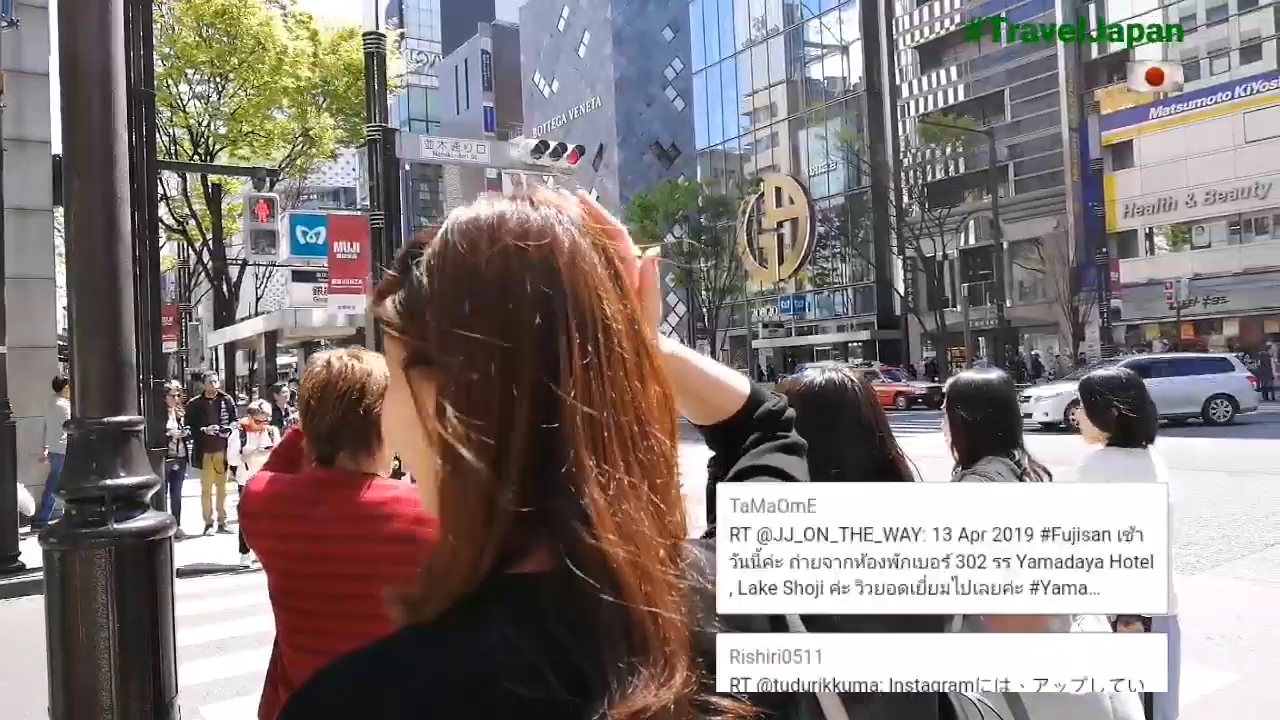 #TravelJapan
Matsumoto KiYos
BOTTEGA VENETA
並木通り口
Health & Beauty
MUJI
TaMaOmE
RT @JJ_ON_THE_WAY: 13 Apr 2019 #Fujisan เช้า
วันนี้ค่ะ ถ่ายจากห้องพักเบอร์ 302 รร Yamadaya Hotel
, Lake Shoji ค่ะ วิวยอดเยี่ยมไปเลยค่ะ #Yama...
Rishiri0511
RT @tudurikkuma: Instagramには、アップしてい